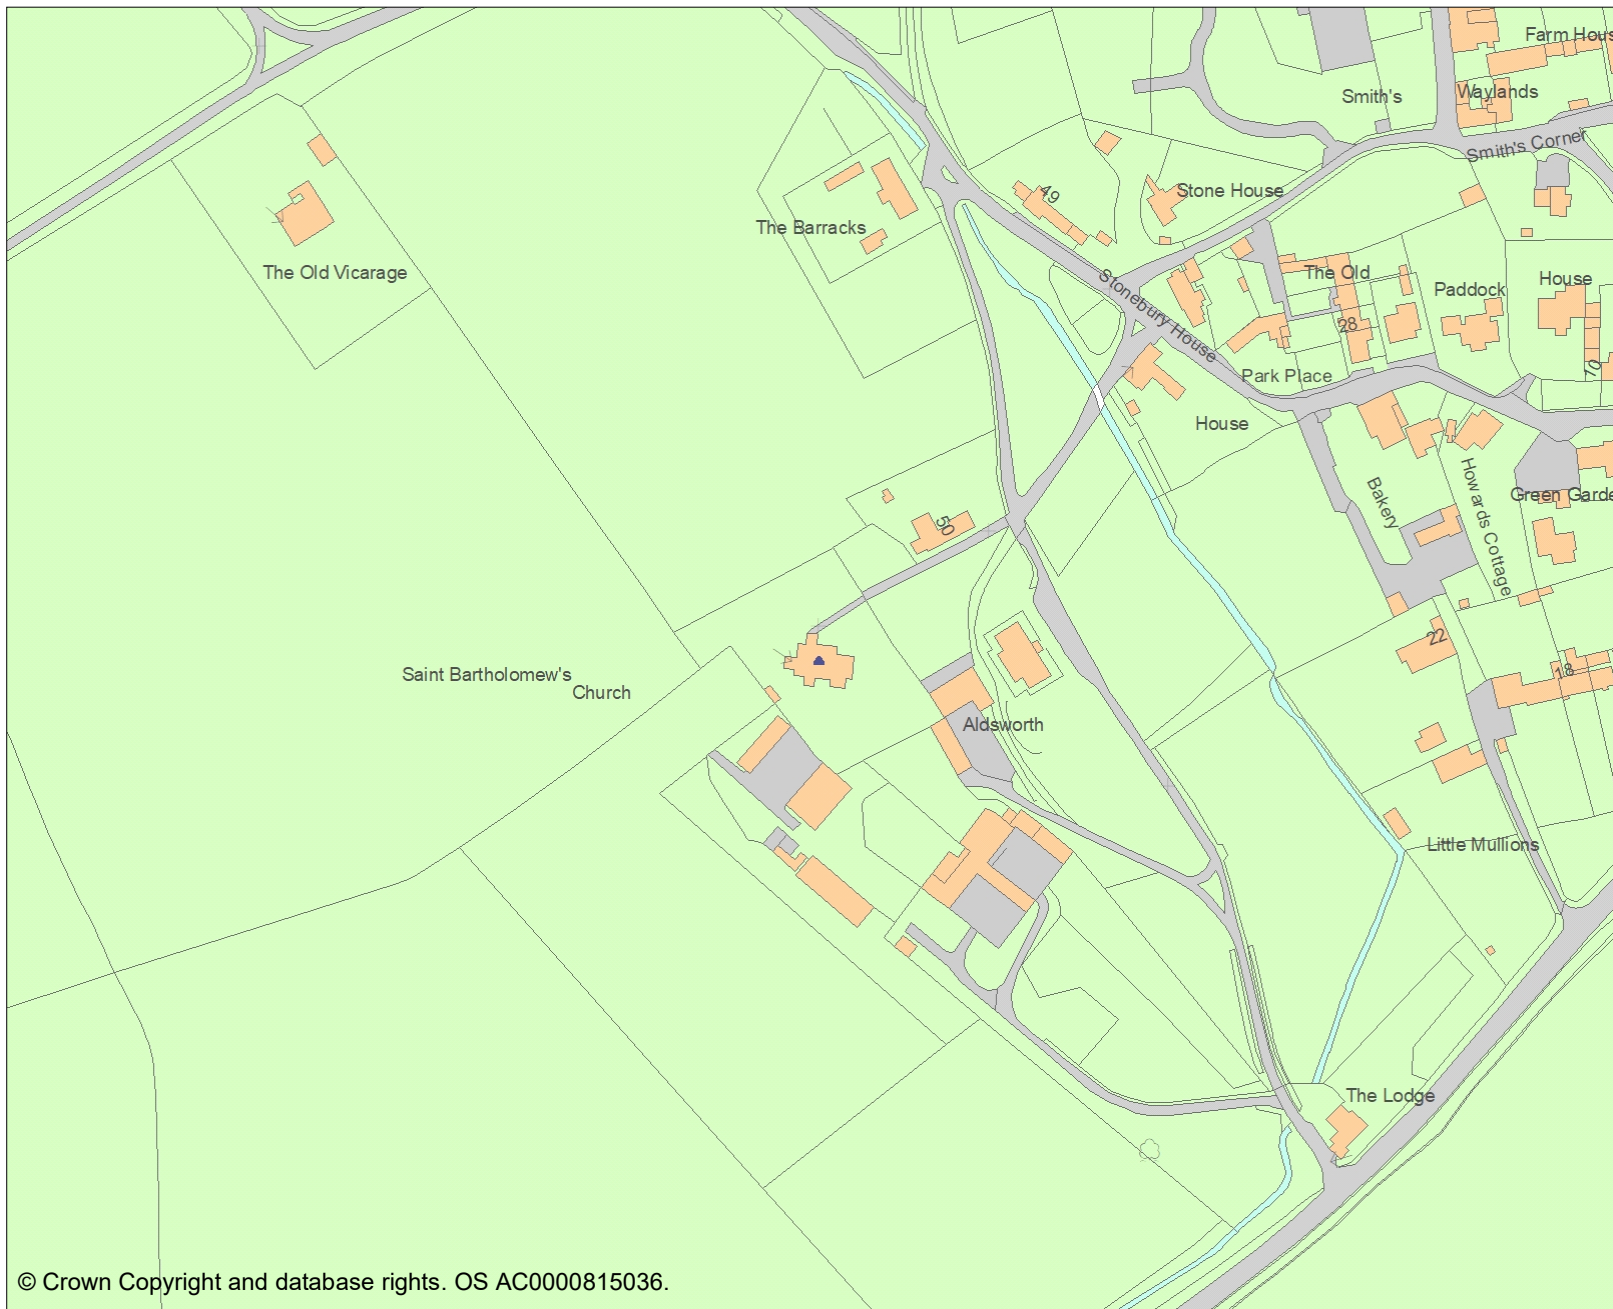 Farm Hous
Smith's
Waylands
Smith's Corner
49
Stone House
The Barracks
The Old Vicarage
The Old
Paddock
House
Stonebury House
28
Park Place
10
House
Bakery
Howards Cottage
Green Garde
50
22
18
Saint Bartholomew's
Church
Aldsworth
Little Mullions
The Lodge
© Crown Copyright and database rights. OS AC0000815036.